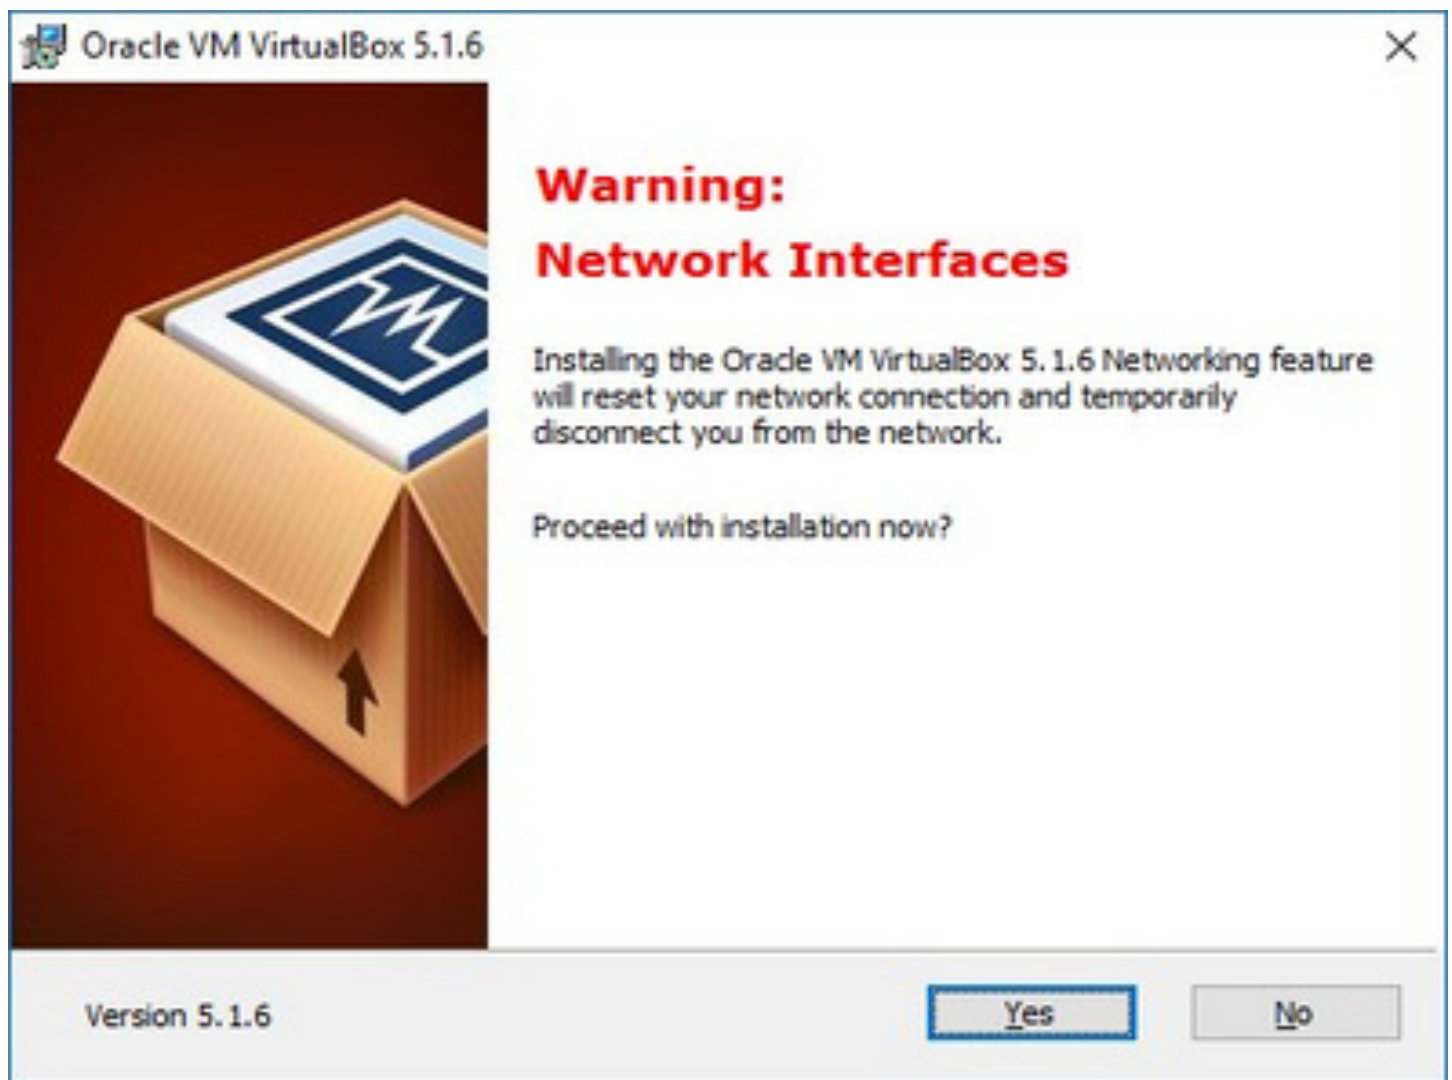 Oracle VM VirtualBox 5.1.6
Warning:
Network Interfaces
Installing the Oracle VM VirtualBox 5.1.6 Networking feature
will reset your network connection and temporarily
disconnect you from the network.
Proceed with installation now?
Version 5.1.6
Yes
No